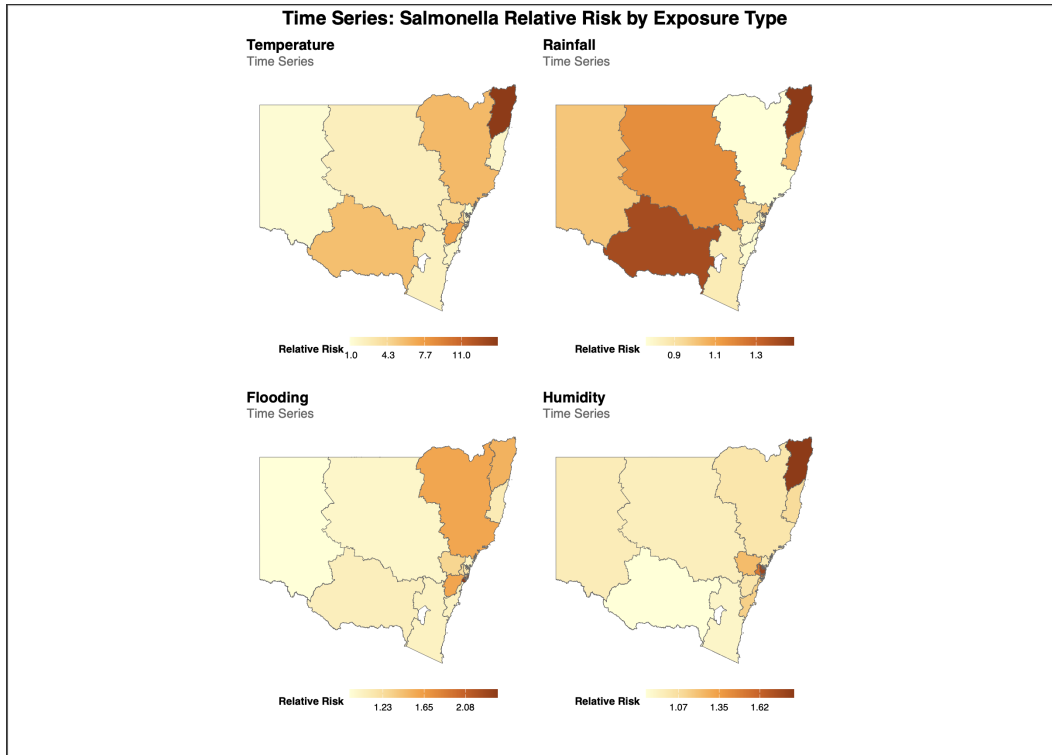 Time Series: Salmonella Relative Risk by Exposure Type
Temperature
Time Series
Relative Risk
1.0 4.3 7.7 11.0
Rainfall
Time Series
Relative Risk
0.9 1.1 1.3
Flooding
Time Series
Relative Risk
1.23 1.65 2.08
Humidity
Time Series
Relative Risk
1.07 1.35 1.62